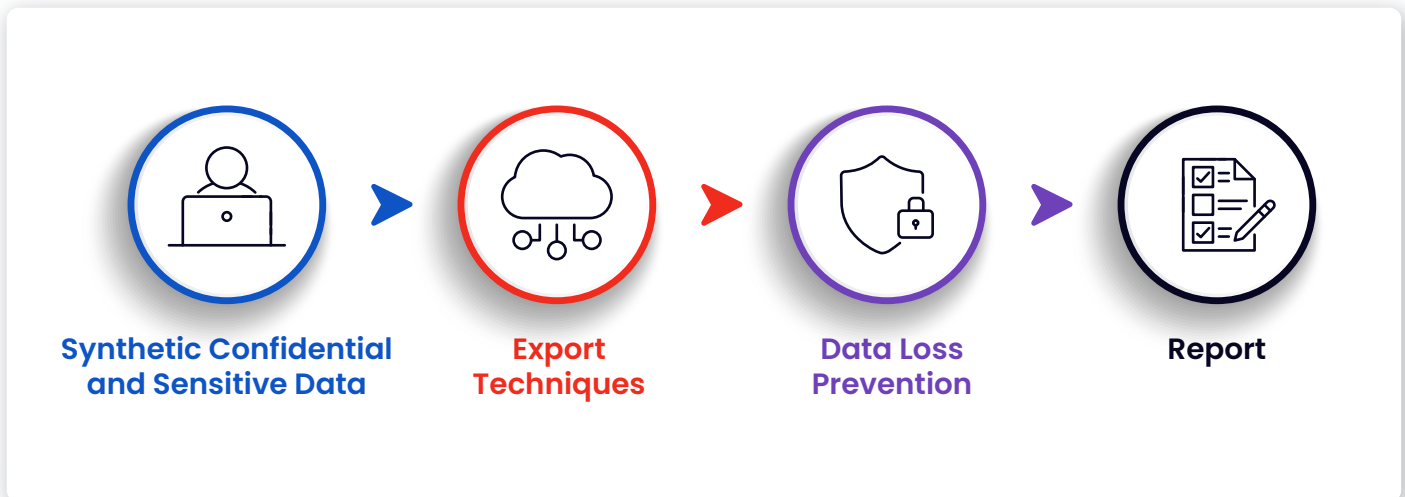 Synthetic Confidential
and Sensitive Data
Export
Techniques
Data Loss
Prevention
Report